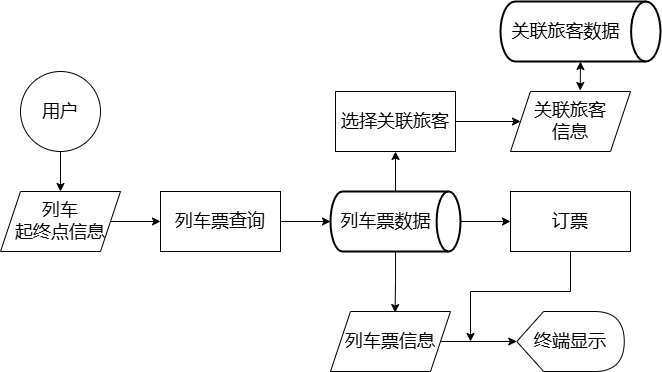 关联旅客数据
用户
选择关联旅客
关联旅客
信息
列车
起终点信息
列车票查询
列车票数据
订票
列车票信息
终端显示